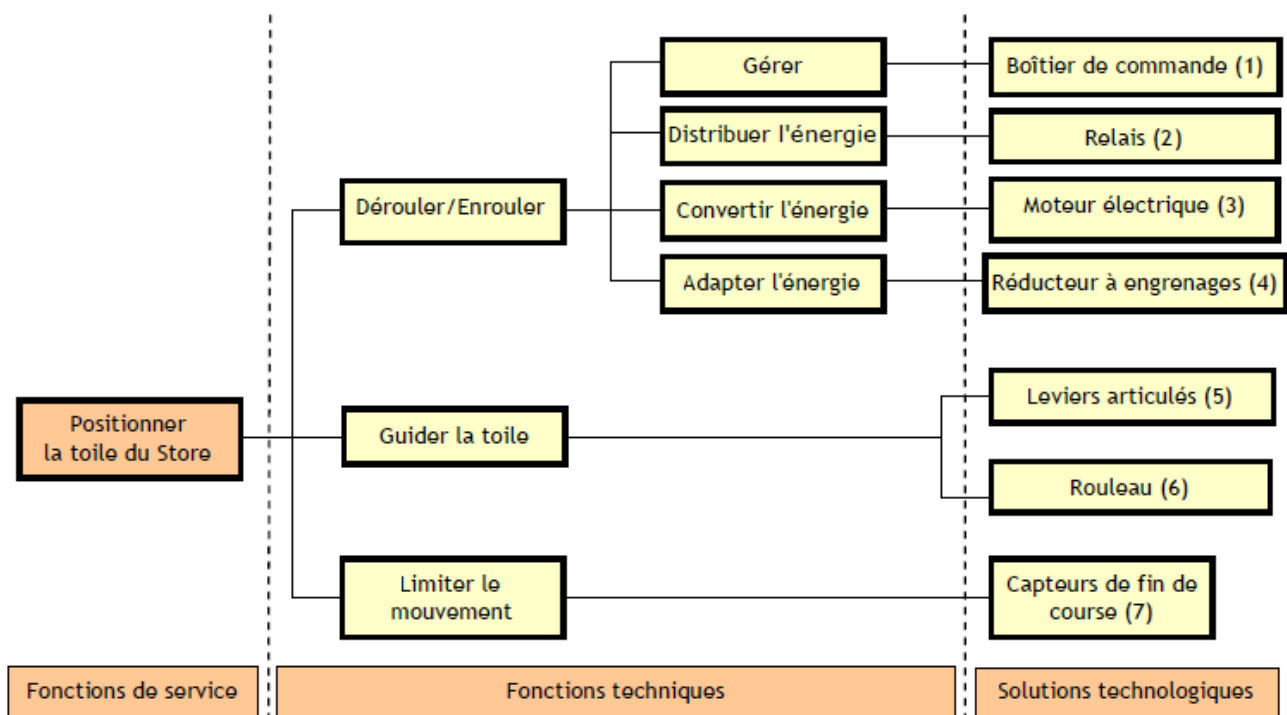 Gérer
Boîtier de commande (1)
Distribuer l'énergie
Relais (2)
Dérouler/Enrouler
Convertir l'énergie
Moteur électrique (3)
Adapter l'énergie
Réducteur à engrenages (4)
Positionner
la toile du Store
Guider la toile
Leviers articulés (5)
Rouleau (6)
Limiter le
mouvement
Capteurs de fin de
course (7)
Fonctions de service
Fonctions techniques
Solutions technologiques